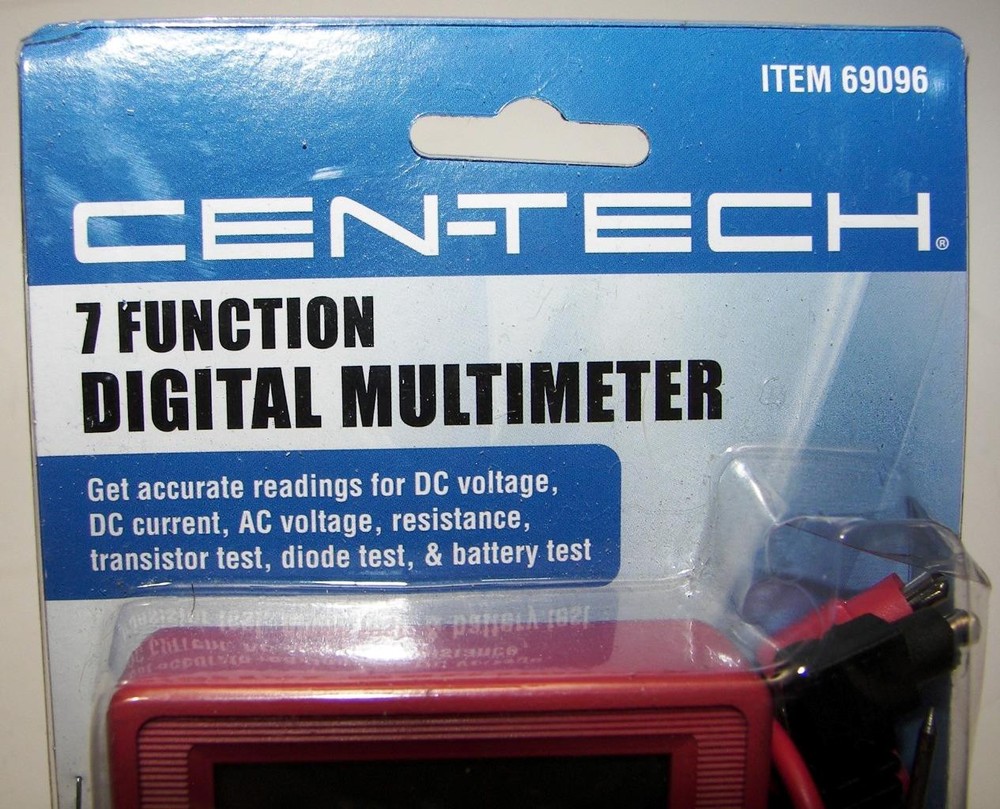 ITEM 69096
CEN-TECH®
7 FUNCTION
DIGITAL MULTIMETER
Get accurate readings for DC voltage,
DC current, AC voltage, resistance,
transistor test, diode test, & battery test